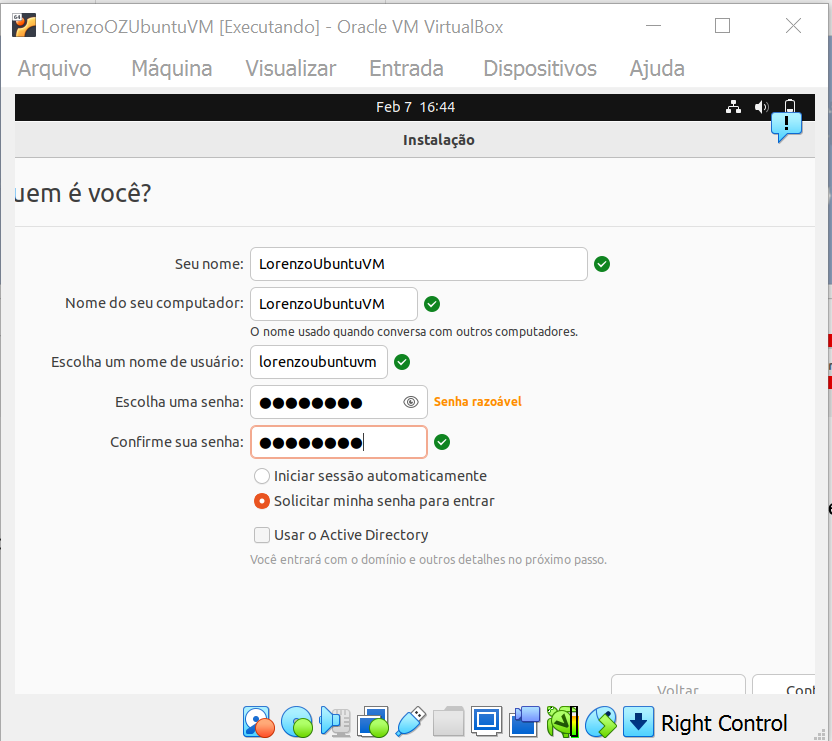 LorenzoOZUbuntuVM [Executando] - Oracle VM VirtualBox
Arquivo Máquina Visualizar Entrada Dispositivos Ajuda
Feb 7 16:44
Instalação
uem é você?
Seu nome: LorenzoUbuntuVM
Nome do seu computador: LorenzoUbuntuVM
O nome usado quando conversa com outros computadores.
Escolha um nome de usuário: lorenzoubuntuvm
Escolha uma senha: ●●●●●●●● Senha razoável
Confirme sua senha: ●●●●●●●●
Iniciar sessão automaticamente
Solicitar minha senha para entrar
Usar o Active Directory
Você entrará com o domínio e outros detalhes no próximo passo.
Voltar Cont
Right Control